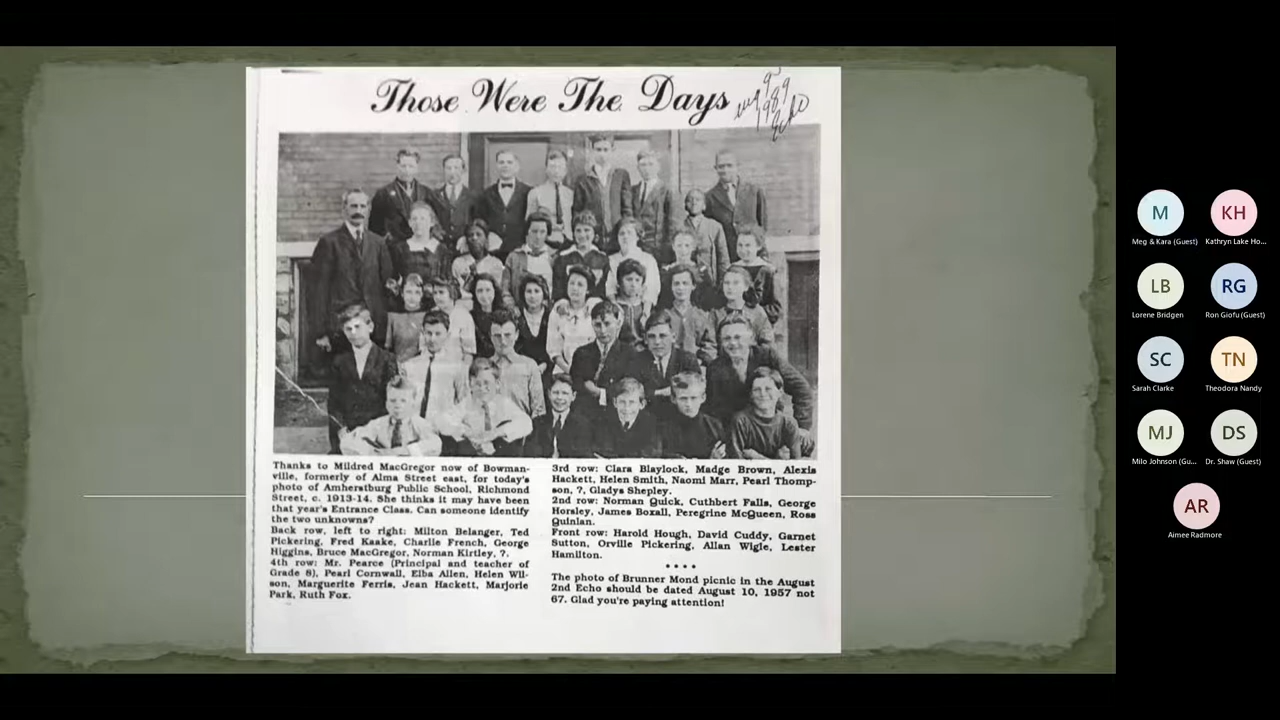 Those Were The Days
1989
Echo
Thanks to Mildred MacGregor now of Bowman-
ville, formerly of Alma Street east, for today's
photo of Amherstburg Public School, Richmond
Street, c. 1913-14. She thinks it may have been
that year's Entrance Class. Can someone identify
the two unknowns?
Back row, left to right: Milton Belanger, Ted
Pickering, Fred Kaake, Charlie French, George
Higgins, Bruce MacGregor, Norman Kirtley, ?.
4th row: Mr. Pearce (Principal and teacher of
Grade 8), Pearl Cornwall, Elba Allen, Helen Wil-
son, Marguerite Ferris, Jean Hackett, Marjorie
Park, Ruth Fox.
3rd row: Clara Blaylock, Madge Brown, Alexis
Hackett, Helen Smith, Naomi Marr, Pearl Thomp-
son, ?, Gladys Shepley.
2nd row: Norman Quick, Cuthbert Falls, George
Horsley, James Boxall, Peregrine McQueen, Ross
Quinlan.
Front row: Harold Hough, David Cuddy, Garnet
Sutton, Orville Pickering, Allan Wigle, Lester
Hamilton.
• • • •
The photo of Brunner Mond picnic in the August
2nd Echo should be dated August 10, 1957 not
67. Glad you're paying attention!
M
Meg & Kara (Guest)
KH
Kathryn Lake Ho...
LB
Lorene Bridgen
RG
Ron Giofu (Guest)
SC
Sarah Clarke
TN
Theodora Nandy
MJ
Milo Johnson (Gu...
DS
Dr. Shaw (Guest)
AR
Aimee Radmore